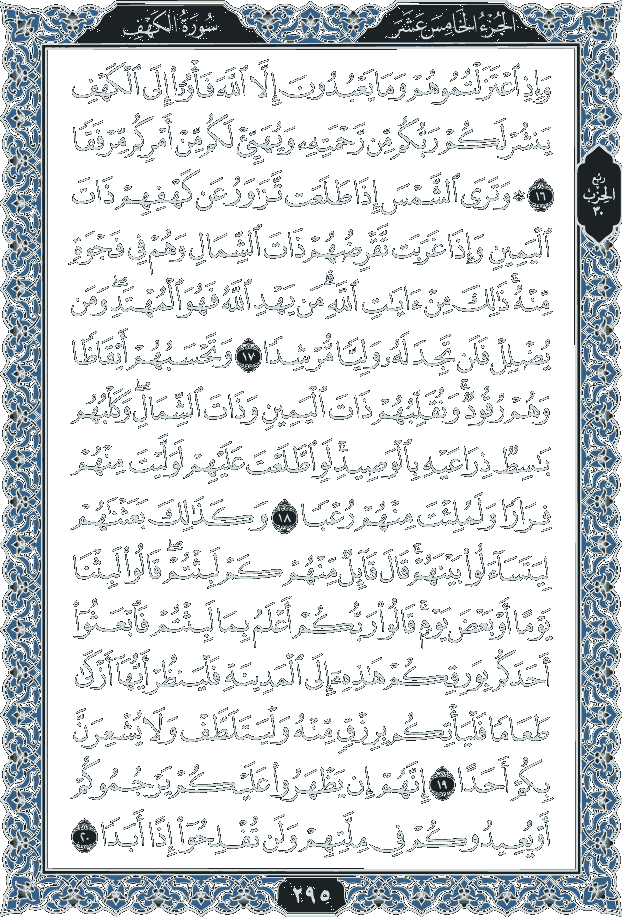 الجزء الخامس عشر
سورة الكهف
وَإِذِ ٱعْتَزَلْتُمُوهُمْ وَمَا يَعْبُدُونَ إِلَّا ٱللَّهَ فَأْوُۥٓا۟ إِلَى ٱلْكَهْفِ
يَنشُرْ لَكُمْ رَبُّكُم مِّن رَّحْمَتِهِۦ وَيُهَيِّئْ لَكُم مِّنْ أَمْرِكُم مِّرْفَقًا
١٦ ۞ وَتَرَى ٱلشَّمْسَ إِذَا طَلَعَت تَّزَٰوَرُ عَن كَهْفِهِمْ ذَاتَ
ربع الحزب ٣٠
ٱلْيَمِينِ وَإِذَا غَرَبَت تَّقْرِضُهُمْ ذَاتَ ٱلشِّمَالِ وَهُمْ فِى فَجْوَةٍ
مِّنْهُ ۚ ذَٰلِكَ مِنْ ءَايَٰتِ ٱللَّهِ ۗ مَن يَهْدِ ٱللَّهُ فَهُوَ ٱلْمُهْتَدِ ۖ وَمَن
يُضْلِلْ فَلَن تَجِدَ لَهُۥ وَلِيًّا مُّرْشِدًا ١٧ وَتَحْسَبُهُمْ أَيْقَاظًا
وَهُمْ رُقُودٌ ۚ وَنُقَلِّبُهُمْ ذَاتَ ٱلْيَمِينِ وَذَاتَ ٱلشِّمَالِ ۖ وَكَلْبُهُم
بَٰسِطٌ ذِرَاعَيْهِ بِٱلْوَصِيدِ ۚ لَوِ ٱطَّلَعْتَ عَلَيْهِمْ لَوَلَّيْتَ مِنْهُمْ
فِرَارًا وَلَمُلِئْتَ مِنْهُمْ رُعْبًا ١٨ وَكَذَٰلِكَ بَعَثْنَٰهُمْ
لِيَتَسَآءَلُوا۟ بَيْنَهُمْ ۚ قَالَ قَآئِلٌ مِّنْهُمْ كَمْ لَبِثْتُمْ ۖ قَالُوا۟ لَبِثْنَا
يَوْمًا أَوْ بَعْضَ يَوْمٍ ۚ قَالُوا۟ رَبُّكُمْ أَعْلَمُ بِمَا لَبِثْتُمْ فَٱبْعَثُوٓا۟
أَحَدَكُم بِوَرِقِكُمْ هَٰذِهِۦٓ إِلَى ٱلْمَدِينَةِ فَلْيَنظُرْ أَيُّهَآ أَزْكَىٰ
طَعَامًا فَلْيَأْتِكُم بِرِزْقٍ مِّنْهُ وَلْيَتَلَطَّفْ وَلَا يُشْعِرَنَّ
بِكُمْ أَحَدًا ١٩ إِنَّهُمْ إِن يَظْهَرُوا۟ عَلَيْكُمْ يَرْجُمُوكُمْ
أَوْ يُعِيدُوكُمْ فِى مِلَّتِهِمْ وَلَن تُفْلِحُوٓا۟ إِذًا أَبَدًا ٢٠
٢٩٥